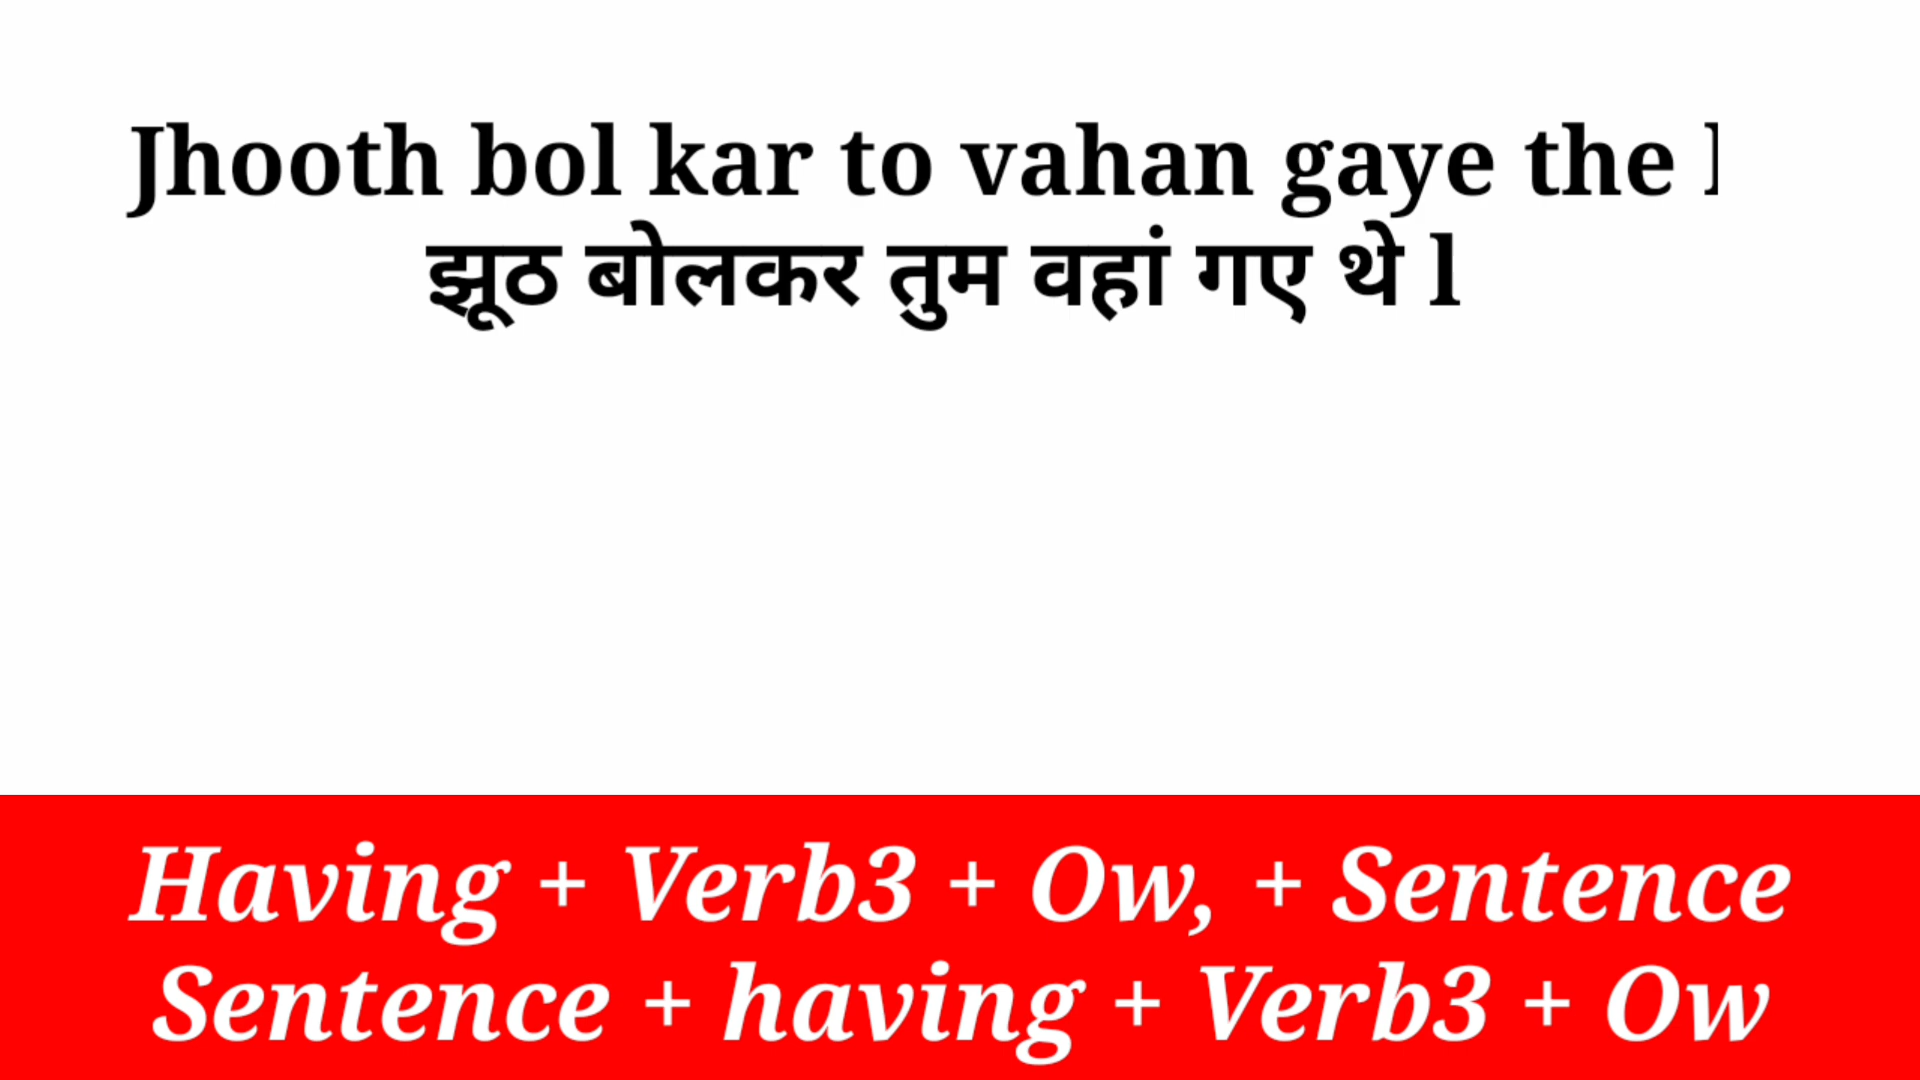 Jhooth bol kar to vahan gaye the l
झूठ बोलकर तुम वहां गए थे l
Having + Verb3 + Ow, + Sentence
Sentence + having + Verb3 + Ow